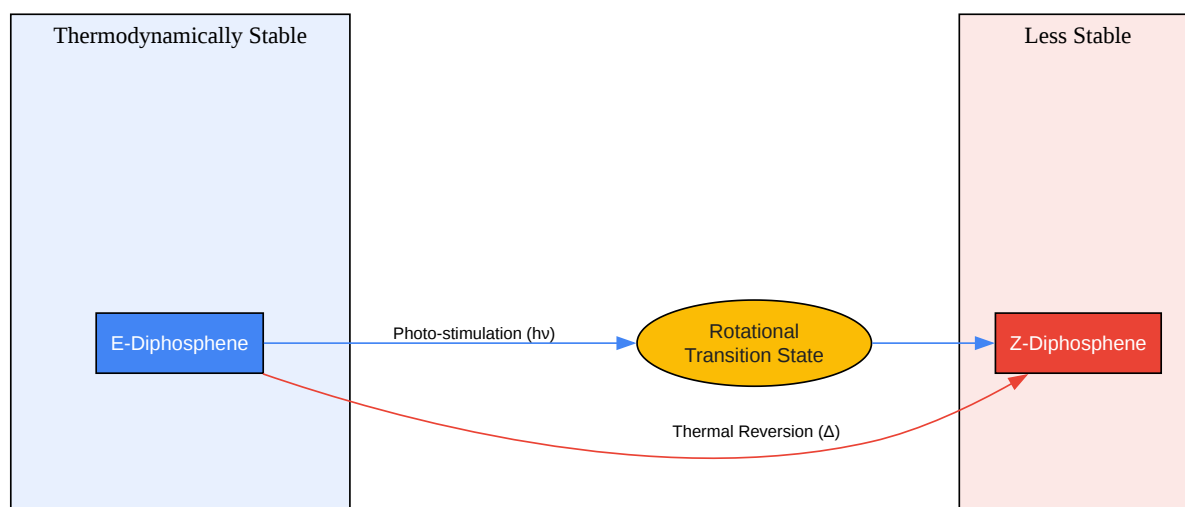 Thermodynamically Stable
Less Stable
E-Diphosphene
Photo-stimulation (hν)
Rotational
Transition State
Z-Diphosphene
Thermal Reversion (Δ)